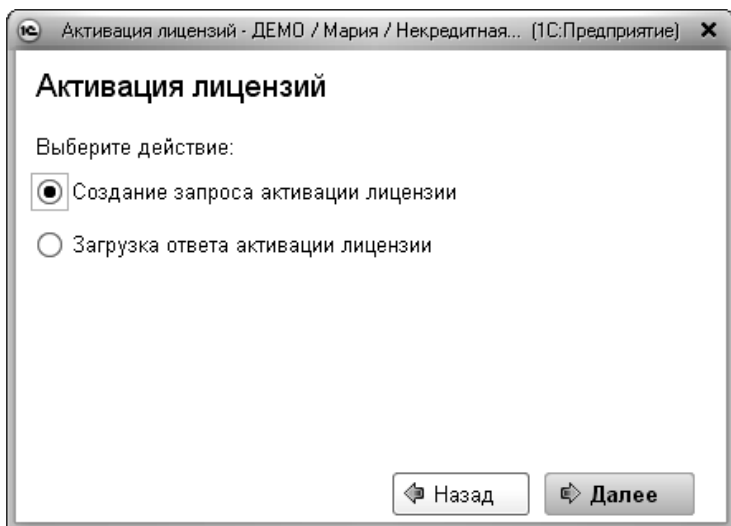 1С Активация лицензий - ДЕМО / Мария / Некредитная... (1С:Предприятие)
Активация лицензий
Выберите действие:
Создание запроса активации лицензии
Загрузка ответа активации лицензии
Назад Далее